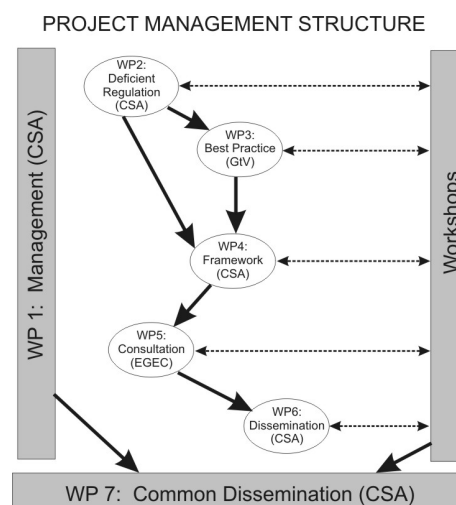 PROJECT MANAGEMENT STRUCTURE
WP 1:  Management (CSA)
WP2:
Deficient
Regulation
(CSA)
WP3:
Best Practice
(GtV)
WP4:
Framework
(CSA)
WP5:
Consultation
(EGEC)
WP6:
Dissemination
(CSA)
Workshops
WP 7:  Common Dissemination (CSA)